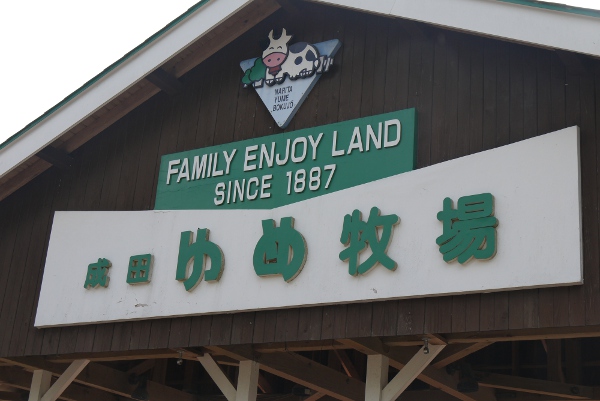 NARITA
YUME
BOKUJO
FAMILY ENJOY LAND
SINCE 1887
成田ゆめ牧場